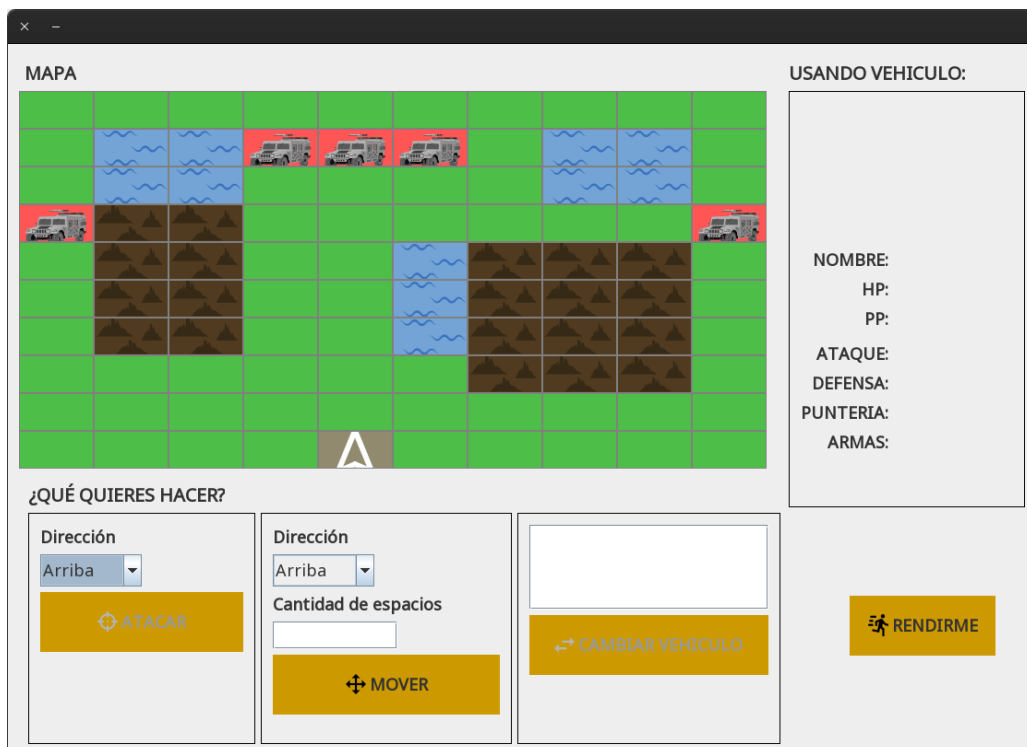 MAPA
USANDO VEHICULO:
NOMBRE:
HP:
PP:
ATAQUE:
DEFENSA:
PUNTERIA:
ARMAS:
¿QUÉ QUIERES HACER?
Dirección
Arriba
ATACAR
Dirección
Arriba
Cantidad de espacios
MOVER
CAMBIAR VEHICULO
RENDIRME